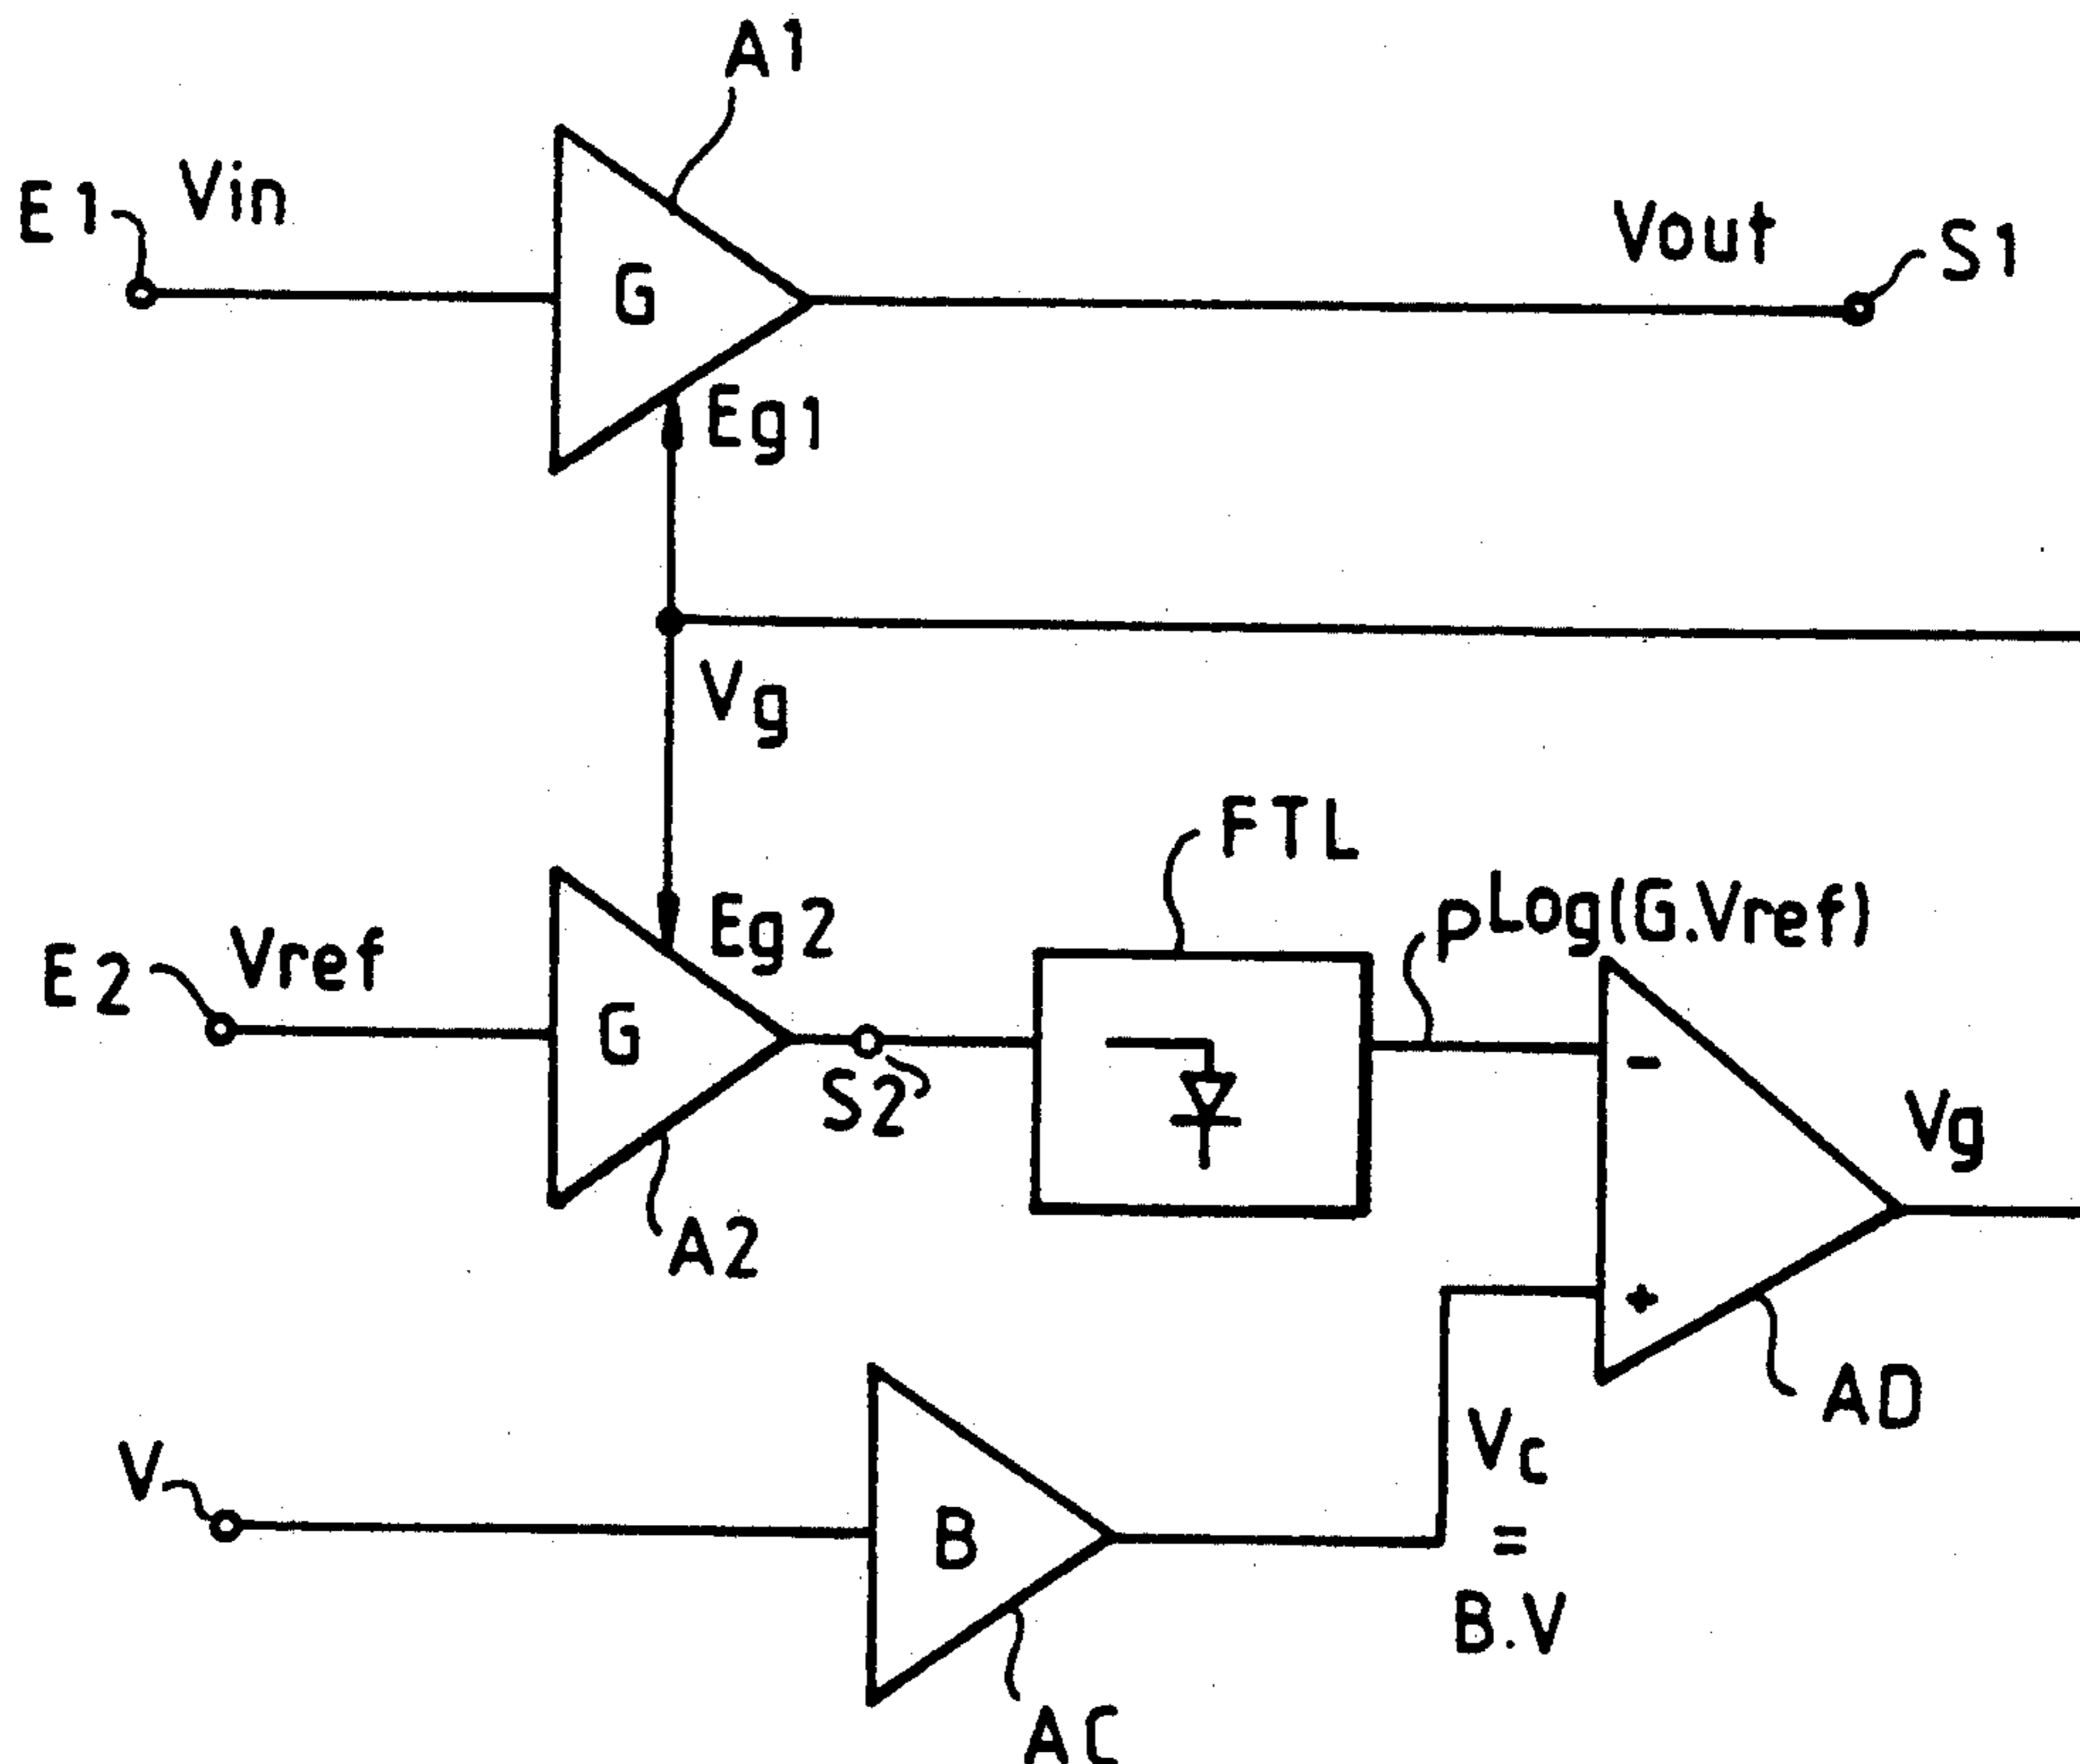 A1
E1
Vin
Vout
S1
G
Eg1
Vg
FTL
pLog(G.Vref)
Eg2
E2
Vref
G
S2
-
Vg
A2
+
AD
V
Vc
=
B.V
B
AC